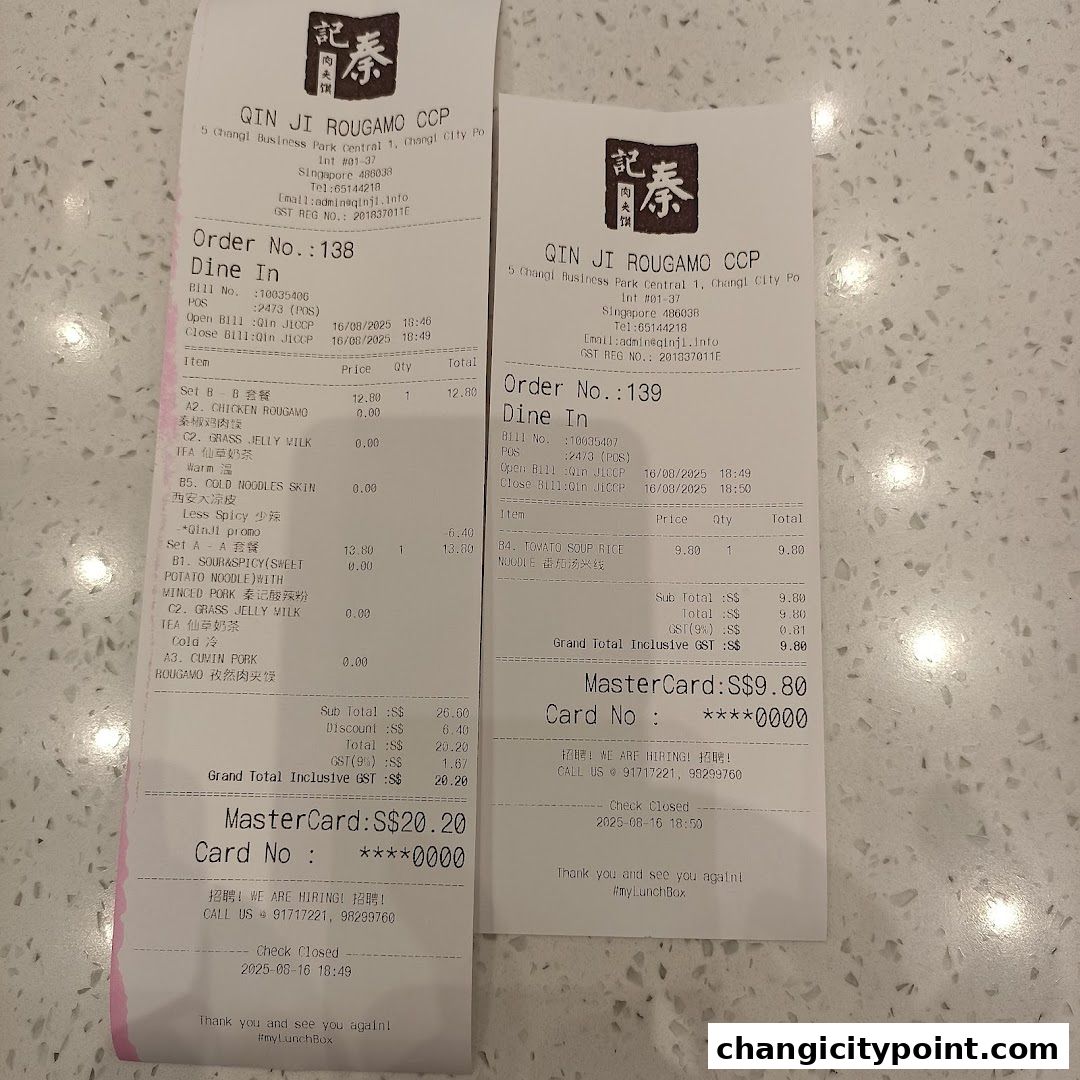 記 秦
肉夹馍
QIN JI ROUGAMO CCP
5 Changi Business Park Central 1, Changi City Po
int #01-37
Singapore 486038
Tel:65144218
Email:admin@qinji.info
GST REG NO.: 201837011E
Order No.:138
Dine In
Bill No. :10035406
POS :2473 (POS)
Open Bill :Qin JiCCP 16/08/2025 18:46
Close Bill:Qin JiCCP 16/08/2025 18:49
Item Price Qty Total
Set B - B 套餐 12.80 1 12.80
A2. CHICKEN ROUGAMO 0.00
秦椒鸡肉馍
C2. GRASS JELLY MILK 0.00
TEA 仙草奶茶
Warm 温
B5. COLD NOODLES SKIN 0.00
西安大凉皮
Less Spicy 少辣
-*QinJi promo -6.40
Set A - A 套餐 13.80 1 13.80
B1. SOUR&SPICY(SWEET 0.00
POTATO NOODLE)WITH
MINCED PORK 秦记酸辣粉
C2. GRASS JELLY MILK 0.00
TEA 仙草奶茶
Cold 冷
A3. CUMIN PORK 0.00
ROUGAMO 孜然肉夹馍
Sub Total :S$ 26.60
Discount :S$ 6.40
Total :S$ 20.20
GST(9%) :S$ 1.67
Grand Total Inclusive GST :S$ 20.20
MasterCard:S$20.20
Card No : ****0000
招聘! WE ARE HIRING! 招聘!
CALL US @ 91717221, 98299760
Check Closed
2025-08-16 18:49
Thank you and see you again!
#myLunchBox
記 秦
肉夹馍
QIN JI ROUGAMO CCP
5 Changi Business Park Central 1, Changi City Po
int #01-37
Singapore 486038
Tel:65144218
Email:admin@qinji.info
GST REG NO.: 201837011E
Order No.:139
Dine In
Bill No. :10035407
POS :2473 (POS)
Open Bill :Qin JiCCP 16/08/2025 18:49
Close Bill:Qin JiCCP 16/08/2025 18:50
Item Price Qty Total
B4. TOMATO SOUP RICE 9.80 1 9.80
NOODLE 番茄汤米线
Sub Total :S$ 9.80
Total :S$ 9.80
GST(9%) :S$ 0.81
Grand Total Inclusive GST :S$ 9.80
MasterCard:S$9.80
Card No : ****0000
招聘! WE ARE HIRING! 招聘!
CALL US @ 91717221, 98299760
Check Closed
2025-08-16 18:50
Thank you and see you again!
#myLunchBox
changicitypoint.com